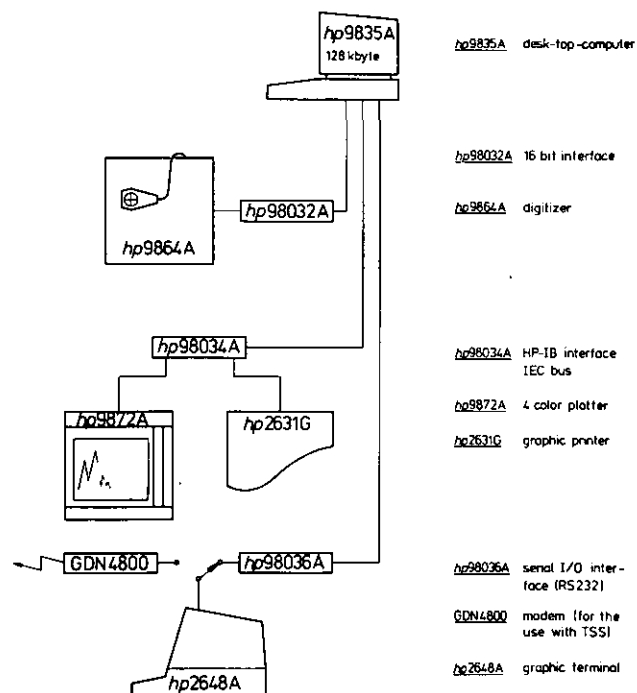 hp9835A
128 kbyte
hp9835A desk-top-computer
hp98032A 16 bit interface
hp98032A
hp9864A digitizer
hp9864A
hp98034A
hp98034A HP-IB interface
IEC bus
hp9872A
hp2631G
hp9872A 4 color plotter
hp2631G graphic printer
GDN4800
hp98036A
hp98036A serial I/O inter-
face (RS232)
GDN4800 modem (for the
use with TSS)
hp2648A
hp2648A graphic terminal